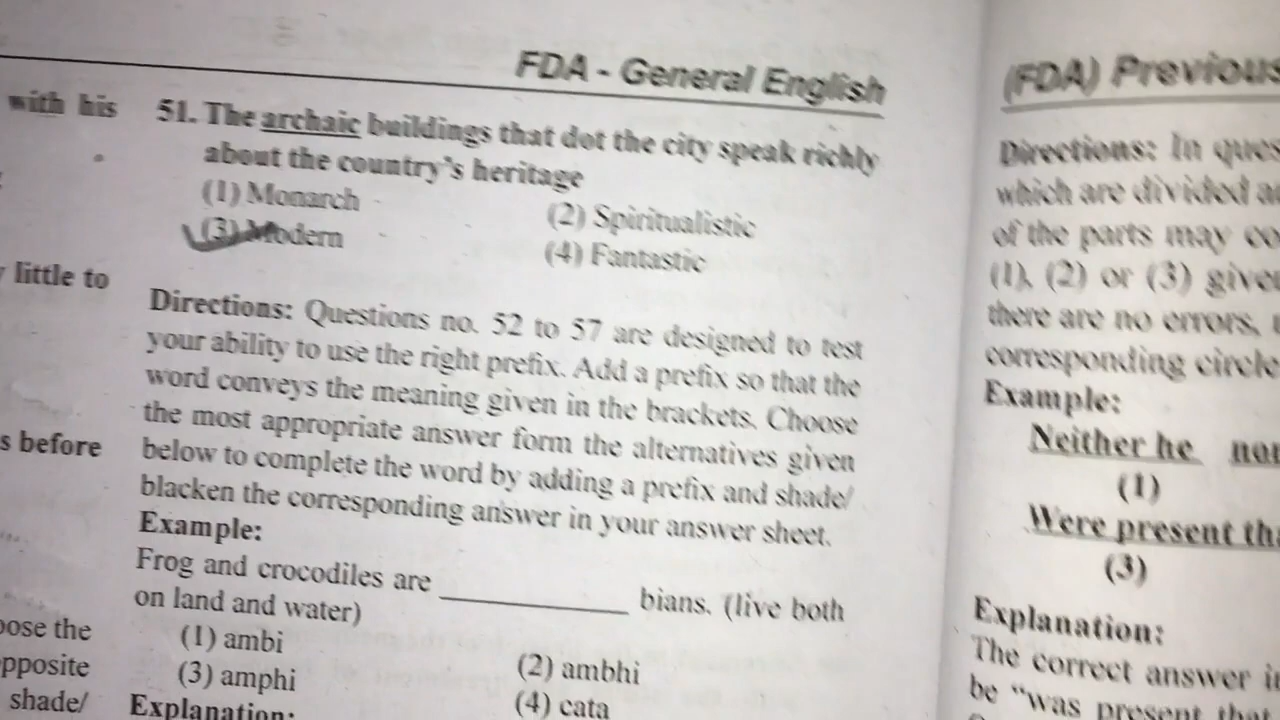 FDA - General English
with his
little to
s before
pose the
pposite
shade/
51. The archaic buildings that dot the city speak richly
about the country's heritage
(1) Monarch
(2) Spiritualistic
(3) Modern
(4) Fantastic
Directions: Questions no. 52 to 57 are designed to test
your ability to use the right prefix. Add a prefix so that the
word conveys the meaning given in the brackets. Choose
the most appropriate answer form the alternatives given
below to complete the word by adding a prefix and shade/
blacken the corresponding answer in your answer sheet.
Example:
Frog and crocodiles are ____________ bians. (live both
on land and water)
(1) ambi
(2) ambhi
(3) amphi
(4) cata
Explanation:
(FDA) Previous
Directions: In ques
which are divided a
of the parts may co
(1), (2) or (3) give
there are no errors,
corresponding circle
Example:
Neither he no
(1)
Were present tha
(3)
Explanation:
The correct answer i
be "was present that